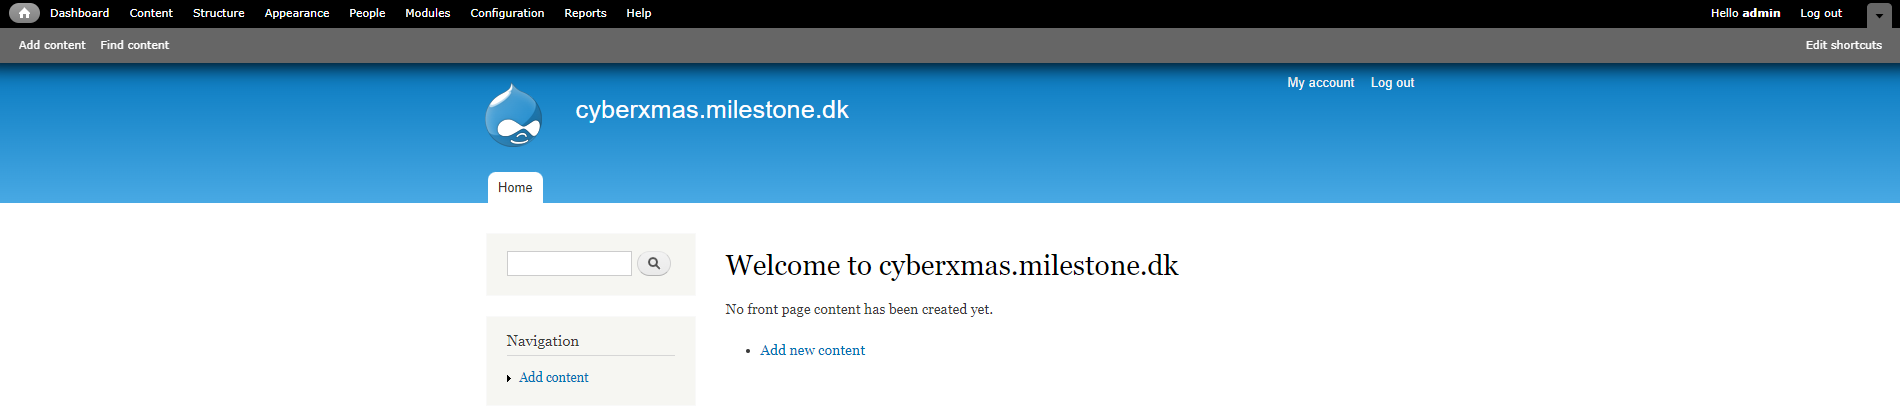 Dashboard Content Structure Appearance People Modules Configuration Reports Help Hello admin Log out
Add content Find content Edit shortcuts
My account Log out
cyberxmas.milestone.dk
Home
Welcome to cyberxmas.milestone.dk
No front page content has been created yet.
Navigation
Add new content
Add content